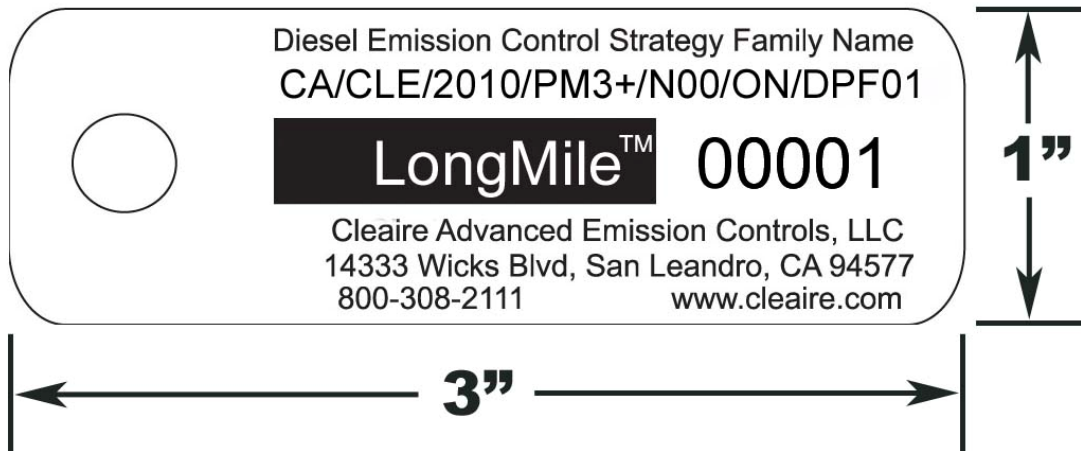 Diesel Emission Control Strategy Family Name
CA/CLE/2010/PM3+/N00/ON/DPF01
LongMile™ 00001
1”
Cleaire Advanced Emission Controls, LLC
14333 Wicks Blvd, San Leandro, CA 94577
800-308-2111 www.cleaire.com
3”